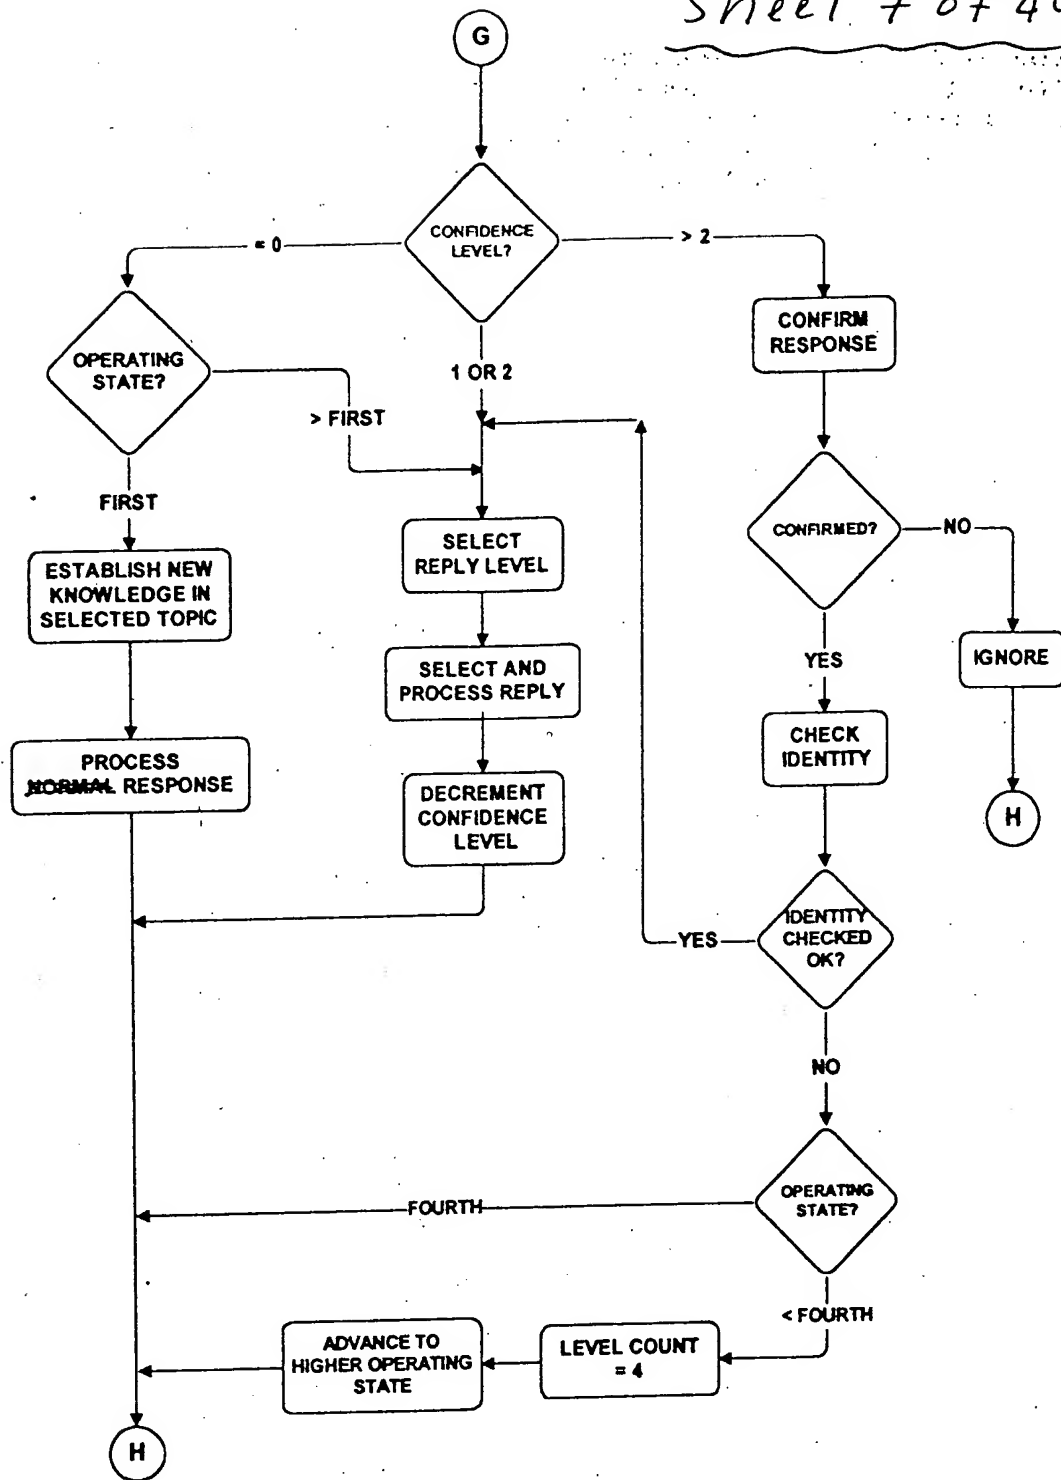 Sheet 7 of 40
G
CONFIDENCE
LEVEL?
= 0
> 2
1 OR 2
OPERATING
STATE?
> FIRST
FIRST
CONFIRM
RESPONSE
CONFIRMED?
NO
YES
IGNORE
H
ESTABLISH NEW
KNOWLEDGE IN
SELECTED TOPIC
PROCESS
NORMAL RESPONSE
SELECT
REPLY LEVEL
SELECT AND
PROCESS REPLY
DECREMENT
CONFIDENCE
LEVEL
CHECK
IDENTITY
IDENTITY
CHECKED
OK?
YES
NO
OPERATING
STATE?
FOURTH
< FOURTH
LEVEL COUNT
= 4
ADVANCE TO
HIGHER OPERATING
STATE
H